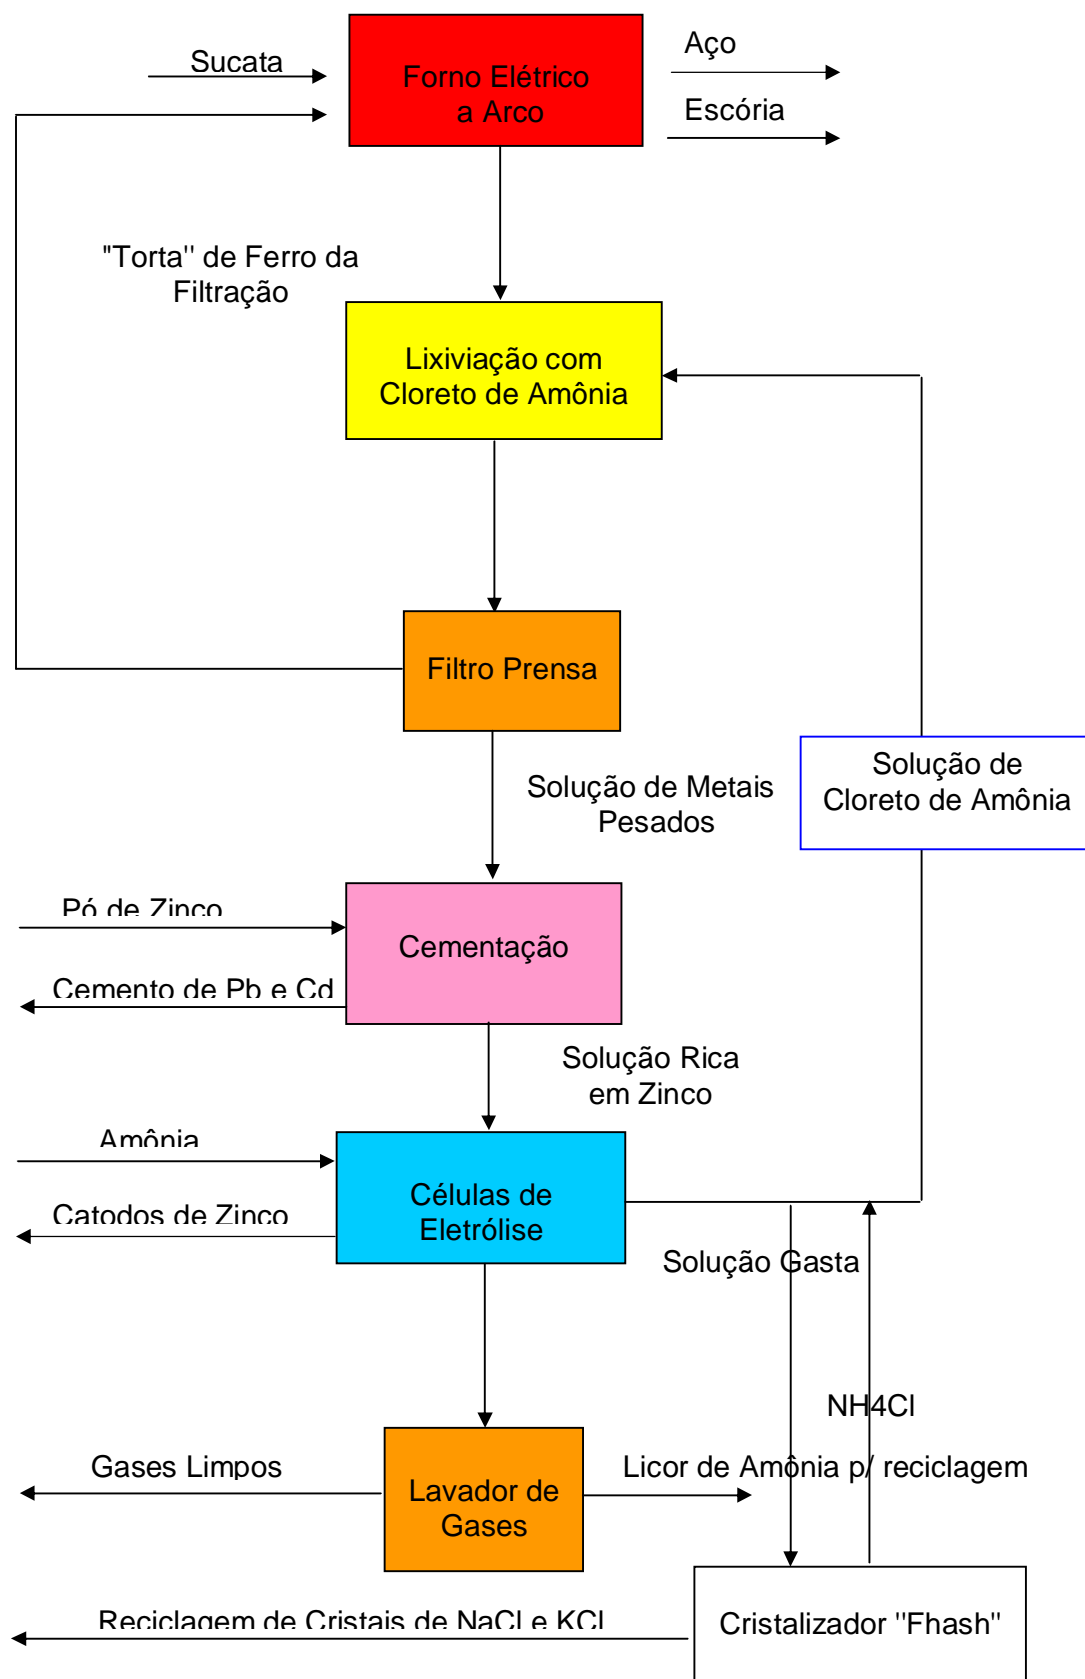 Sucata
Aço
Forno Elétrico
a Arco
Escória
"Torta" de Ferro da
Filtração
Lixiviação com
Cloreto de Amônia
Filtro Prensa
Solução de Metais
Pesados
Solução de
Cloreto de Amônia
Pó de Zinco
Cementação
Cemento de Pb e Cd
Solução Rica
em Zinco
Amônia
Células de
Eletrólise
Catodos de Zinco
Solução Gasta
NH4Cl
Gases Limpos
Lavador de
Gases
Licor de Amônia p/ reciclagem
Reciclagem de Cristais de NaCl e KCl
Cristalizador "Fhash"